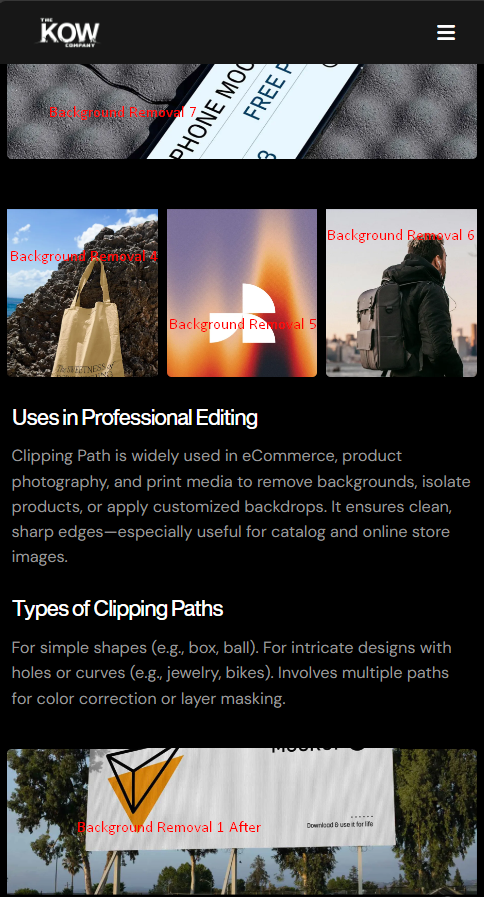 THE
KOW
COMPANY
PHONE MOC
FREE P
Background Removal 7
Background Removal 4
The SWEETNESS of
Background Removal 5
Background Removal 6
Uses in Professional Editing
Clipping Path is widely used in eCommerce, product
photography, and print media to remove backgrounds, isolate
products, or apply customized backdrops. It ensures clean,
sharp edges—especially useful for catalog and online store
images.
Types of Clipping Paths
For simple shapes (e.g., box, ball). For intricate designs with
holes or curves (e.g., jewelry, bikes). Involves multiple paths
for color correction or layer masking.
MOCKUP
Download & use it for life
Background Removal 1 After